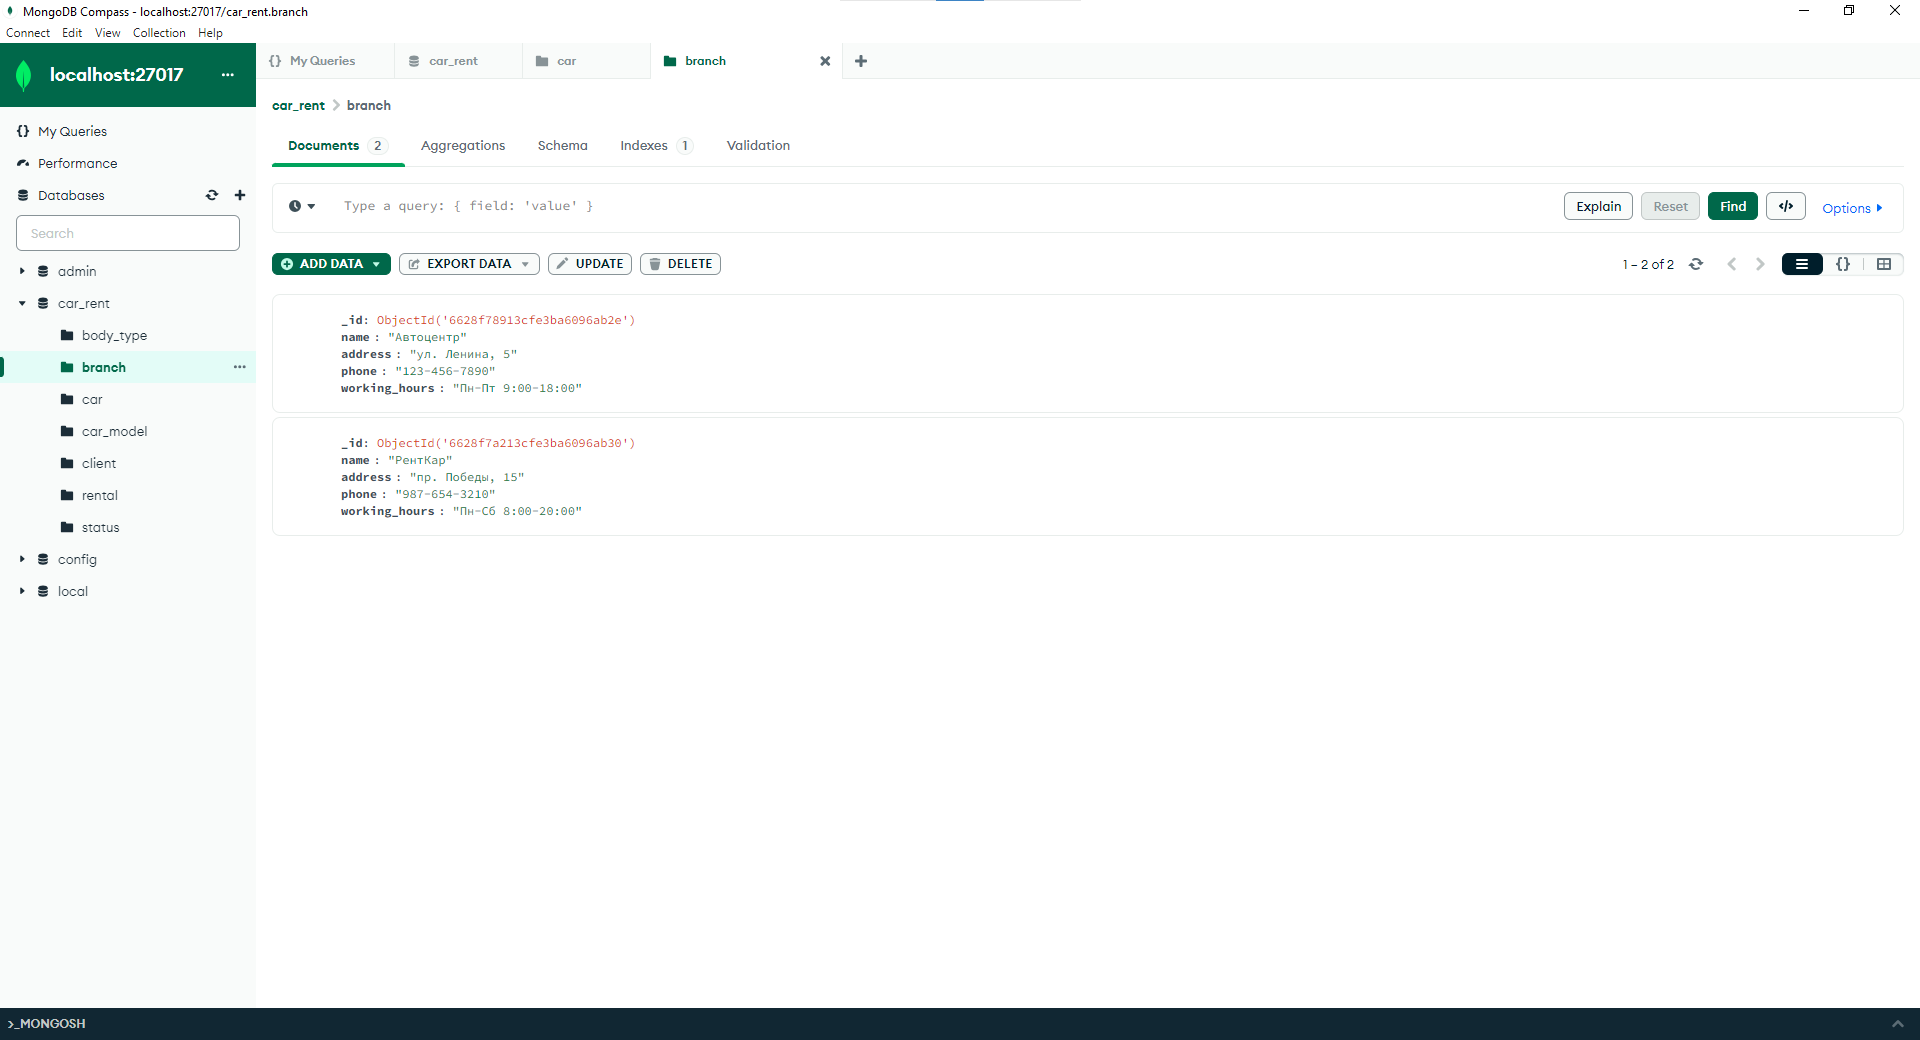 MongoDB Compass - localhost:27017/car_rent.branch
Connect Edit View Collection Help
localhost:27017
My Queries
car_rent
car
branch
My Queries
Performance
Databases
Search
admin
car_rent
body_type
branch
car
car_model
client
rental
status
config
local
car_rent > branch
Documents 2 Aggregations Schema Indexes 1 Validation
Type a query: { field: 'value' }
Explain Reset Find </> Options
ADD DATA EXPORT DATA UPDATE DELETE
1 – 2 of 2 {}
_id: ObjectId('6628f78913cfe3ba6096ab2e')
name : "Автоцентр"
address : "ул. Ленина, 5"
phone : "123-456-7890"
working_hours : "Пн-Пт 9:00-18:00"
_id: ObjectId('6628f7a213cfe3ba6096ab30')
name : "РентКар"
address : "пр. Победы, 15"
phone : "987-654-3210"
working_hours : "Пн-Сб 8:00-20:00"
>_MONGOSH